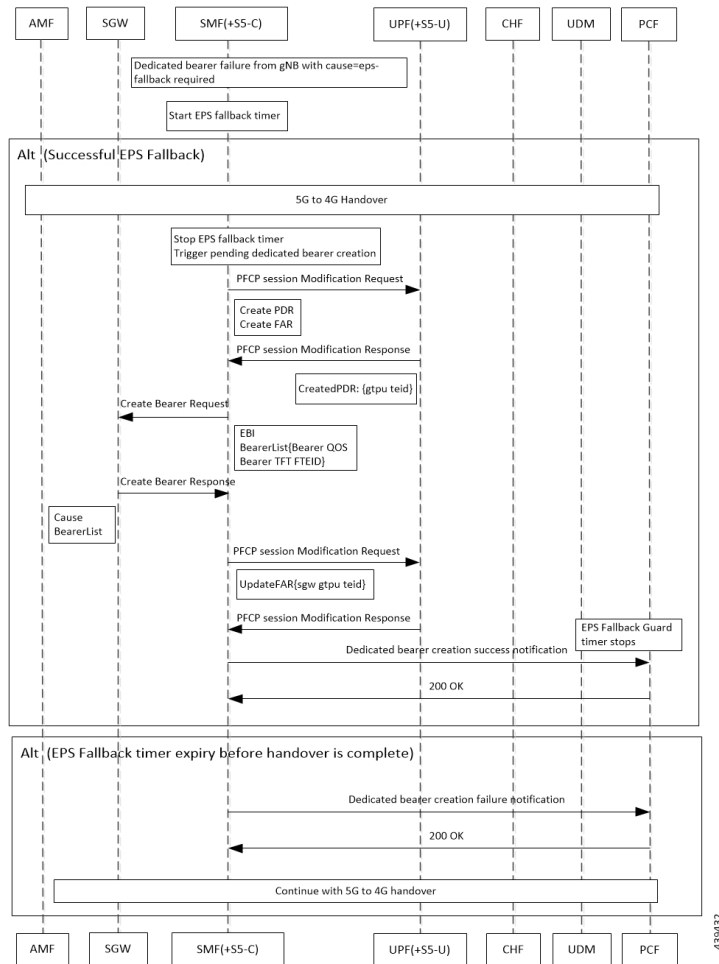 AMF
SGW
SMF(+S5-C)
UPF(+S5-U)
CHF
UDM
PCF
Dedicated bearer failure from gNB with cause=eps-
fallback required
Start EPS fallback timer
Alt (Successful EPS Fallback)
5G to 4G Handover
Stop EPS fallback timer
Trigger pending dedicated bearer creation
PFCP session Modification Request
Create PDR
Create FAR
PFCP session Modification Response
CreatedPDR: {gtpu teid}
Create Bearer Request
EBI
BearerList{Bearer QOS
Bearer TFT FTEID}
Create Bearer Response
Cause
BearerList
PFCP session Modification Request
UpdateFAR{sgw gtpu teid}
PFCP session Modification Response
EPS Fallback Guard
timer stops
Dedicated bearer creation success notification
200 OK
Alt (EPS Fallback timer expiry before handover is complete)
Dedicated bearer creation failure notification
200 OK
Continue with 5G to 4G handover
AMF
SGW
SMF(+S5-C)
UPF(+S5-U)
CHF
UDM
PCF
439432